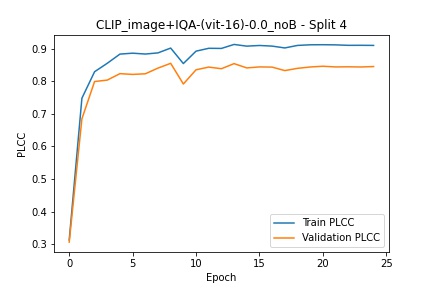 CLIP_image+IQA-(vit-16)-0.0_noB - Split 4
PLCC
0.9
0.8
0.7
0.6
0.5
0.4
0.3
Train PLCC
Validation PLCC
0 5 10 15 20 25
Epoch